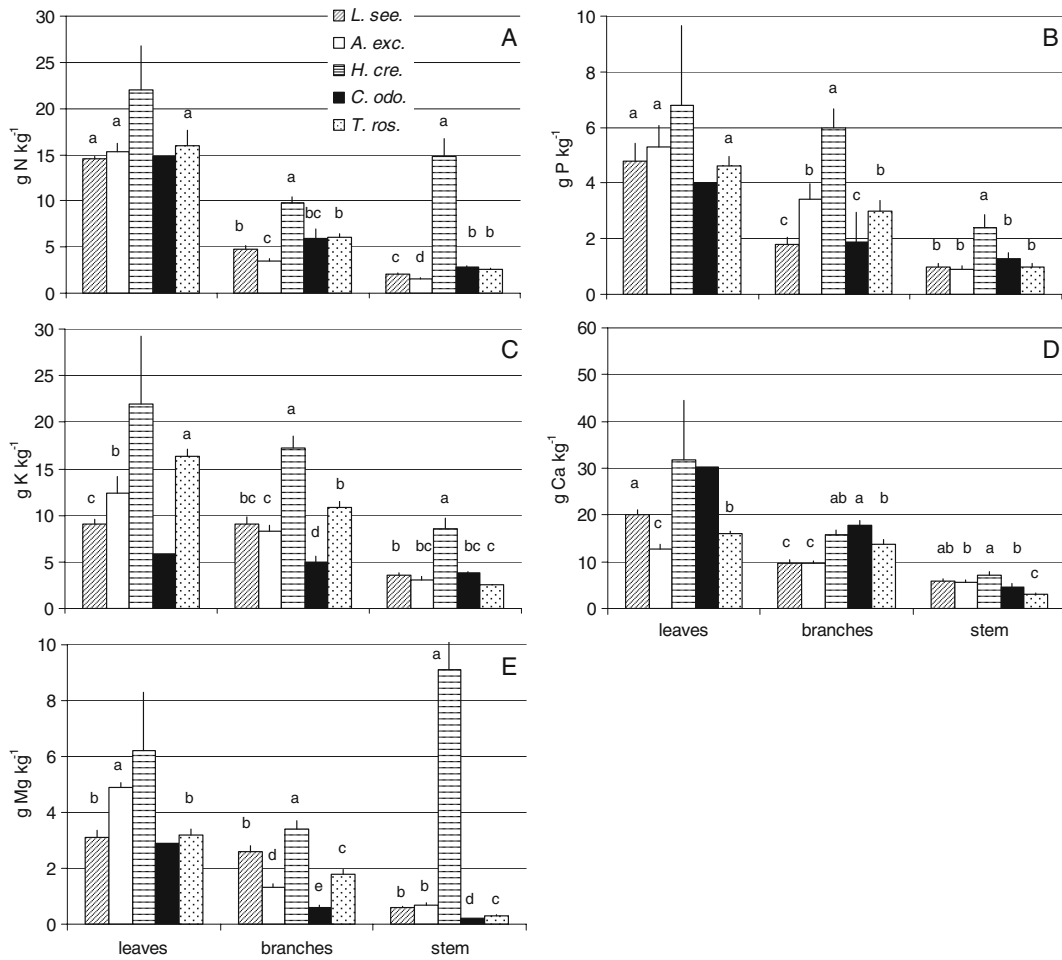 A
g N kg-1
30
25
20
15
10
5
0
L. see.
A. exc.
H. cre.
C. odo.
T. ros.
a a a
b c a bc b
c d a b b
B
g P kg-1
10
8
6
4
2
0
a a a
c b a c b
b b a b b
C
g K kg-1
30
25
20
15
10
5
0
c b a
bc c a d b
b bc a bc c
D
g Ca kg-1
60
50
40
30
20
10
0
a c b
c c ab a b
ab b a b c
leaves branches stem
E
g Mg kg-1
10
8
6
4
2
0
b a b
b d a e c
b b a d c
leaves branches stem